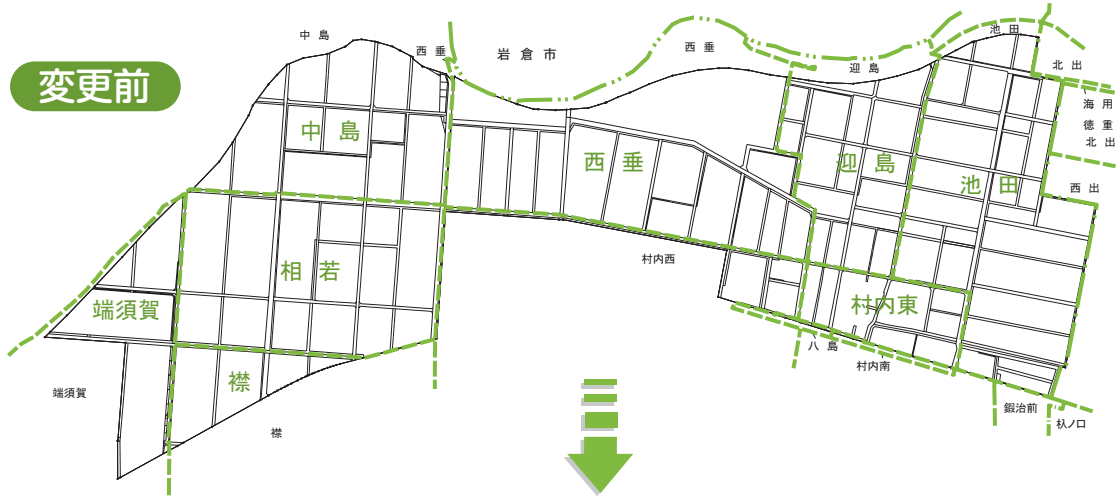 変更前
中島
西垂
岩倉市
西垂
迎島
池田
北出
海用
徳重
北出
西出
中島
西垂
迎島
池田
村内西
相若
端須賀
村内東
襟
端須賀
襟
八島
村内南
鍜治前
杁ノ口